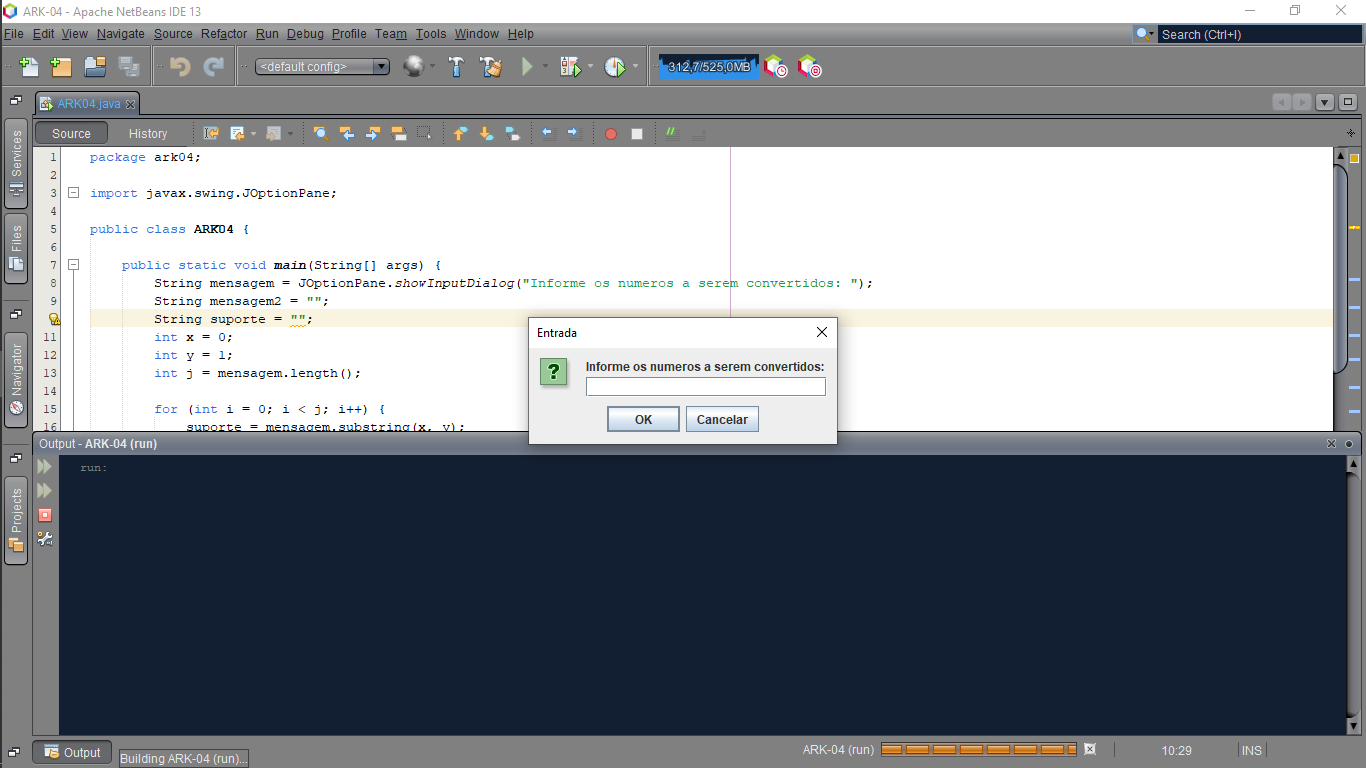 ARK-04 - Apache NetBeans IDE 13
File Edit View Navigate Source Refactor Run Debug Profile Team Tools Window Help
Search (Ctrl+I)
<default config>
312,7/525,0MB
ARK04.java
Source History
Services
Files
Navigator
Projects
1 package ark04;
2
3 import javax.swing.JOptionPane;
4
5 public class ARK04 {
6
7 public static void main(String[] args) {
8 String mensagem = JOptionPane.showInputDialog("Informe os numeros a serem convertidos: ");
9 String mensagem2 = "";
String suporte = "";
11 int x = 0;
12 int y = 1;
13 int j = mensagem.length();
14
15 for (int i = 0; i < j; i++) {
16 suporte = mensagem.substring(x, y);
Entrada
?
Informe os numeros a serem convertidos:
OK Cancelar
Output - ARK-04 (run)
run:
Output
Building ARK-04 (run)...
ARK-04 (run)
10:29
INS